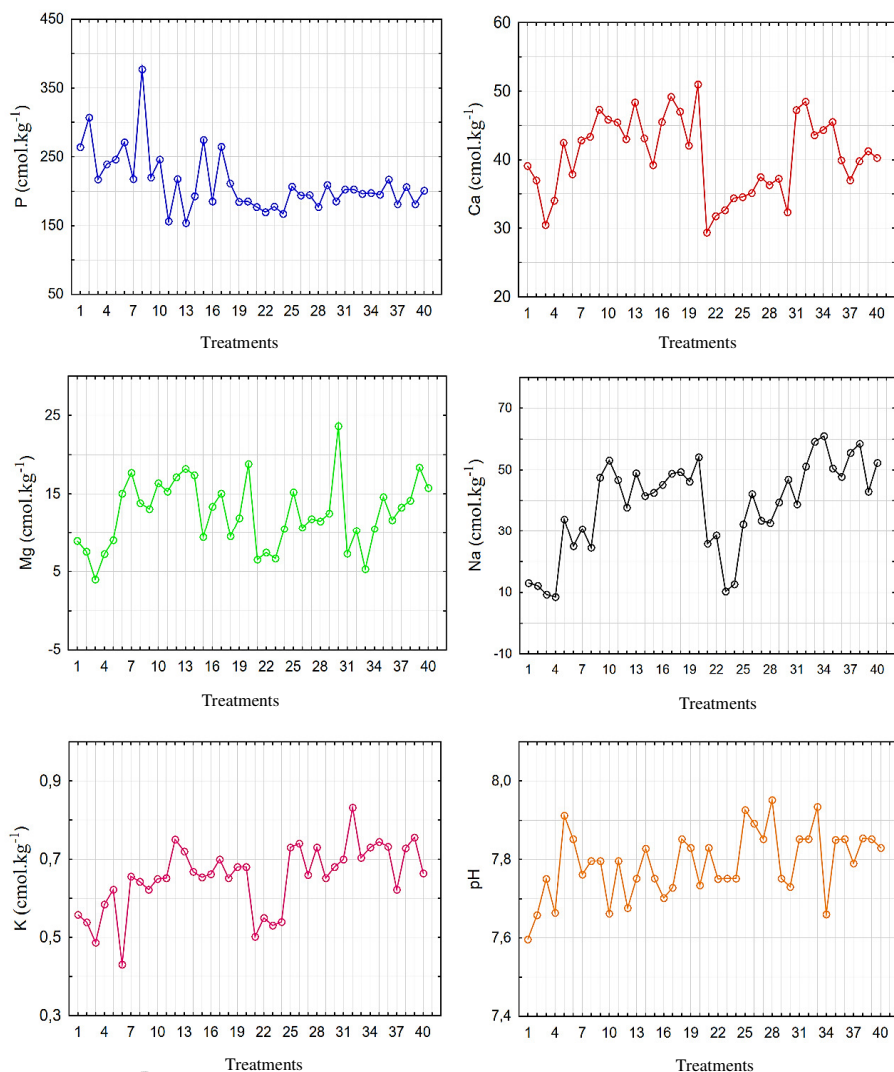 P (cmol.kg⁻¹)
450
350
250
150
50
1 4 7 10 13 16 19 22 25 28 31 34 37 40
Treatments
Ca (cmol.kg⁻¹)
60
50
40
30
20
1 4 7 10 13 16 19 22 25 28 31 34 37 40
Treatments
Mg (cmol.kg⁻¹)
25
15
5
-5
1 4 7 10 13 16 19 22 25 28 31 34 37 40
Treatments
Na (cmol.kg⁻¹)
70
50
30
10
-10
1 4 7 10 13 16 19 22 25 28 31 34 37 40
Treatments
K (cmol.kg⁻¹)
0,9
0,7
0,5
0,3
1 4 7 10 13 16 19 22 25 28 31 34 37 40
Treatments
pH
8,0
7,8
7,6
7,4
1 4 7 10 13 16 19 22 25 28 31 34 37 40
Treatments